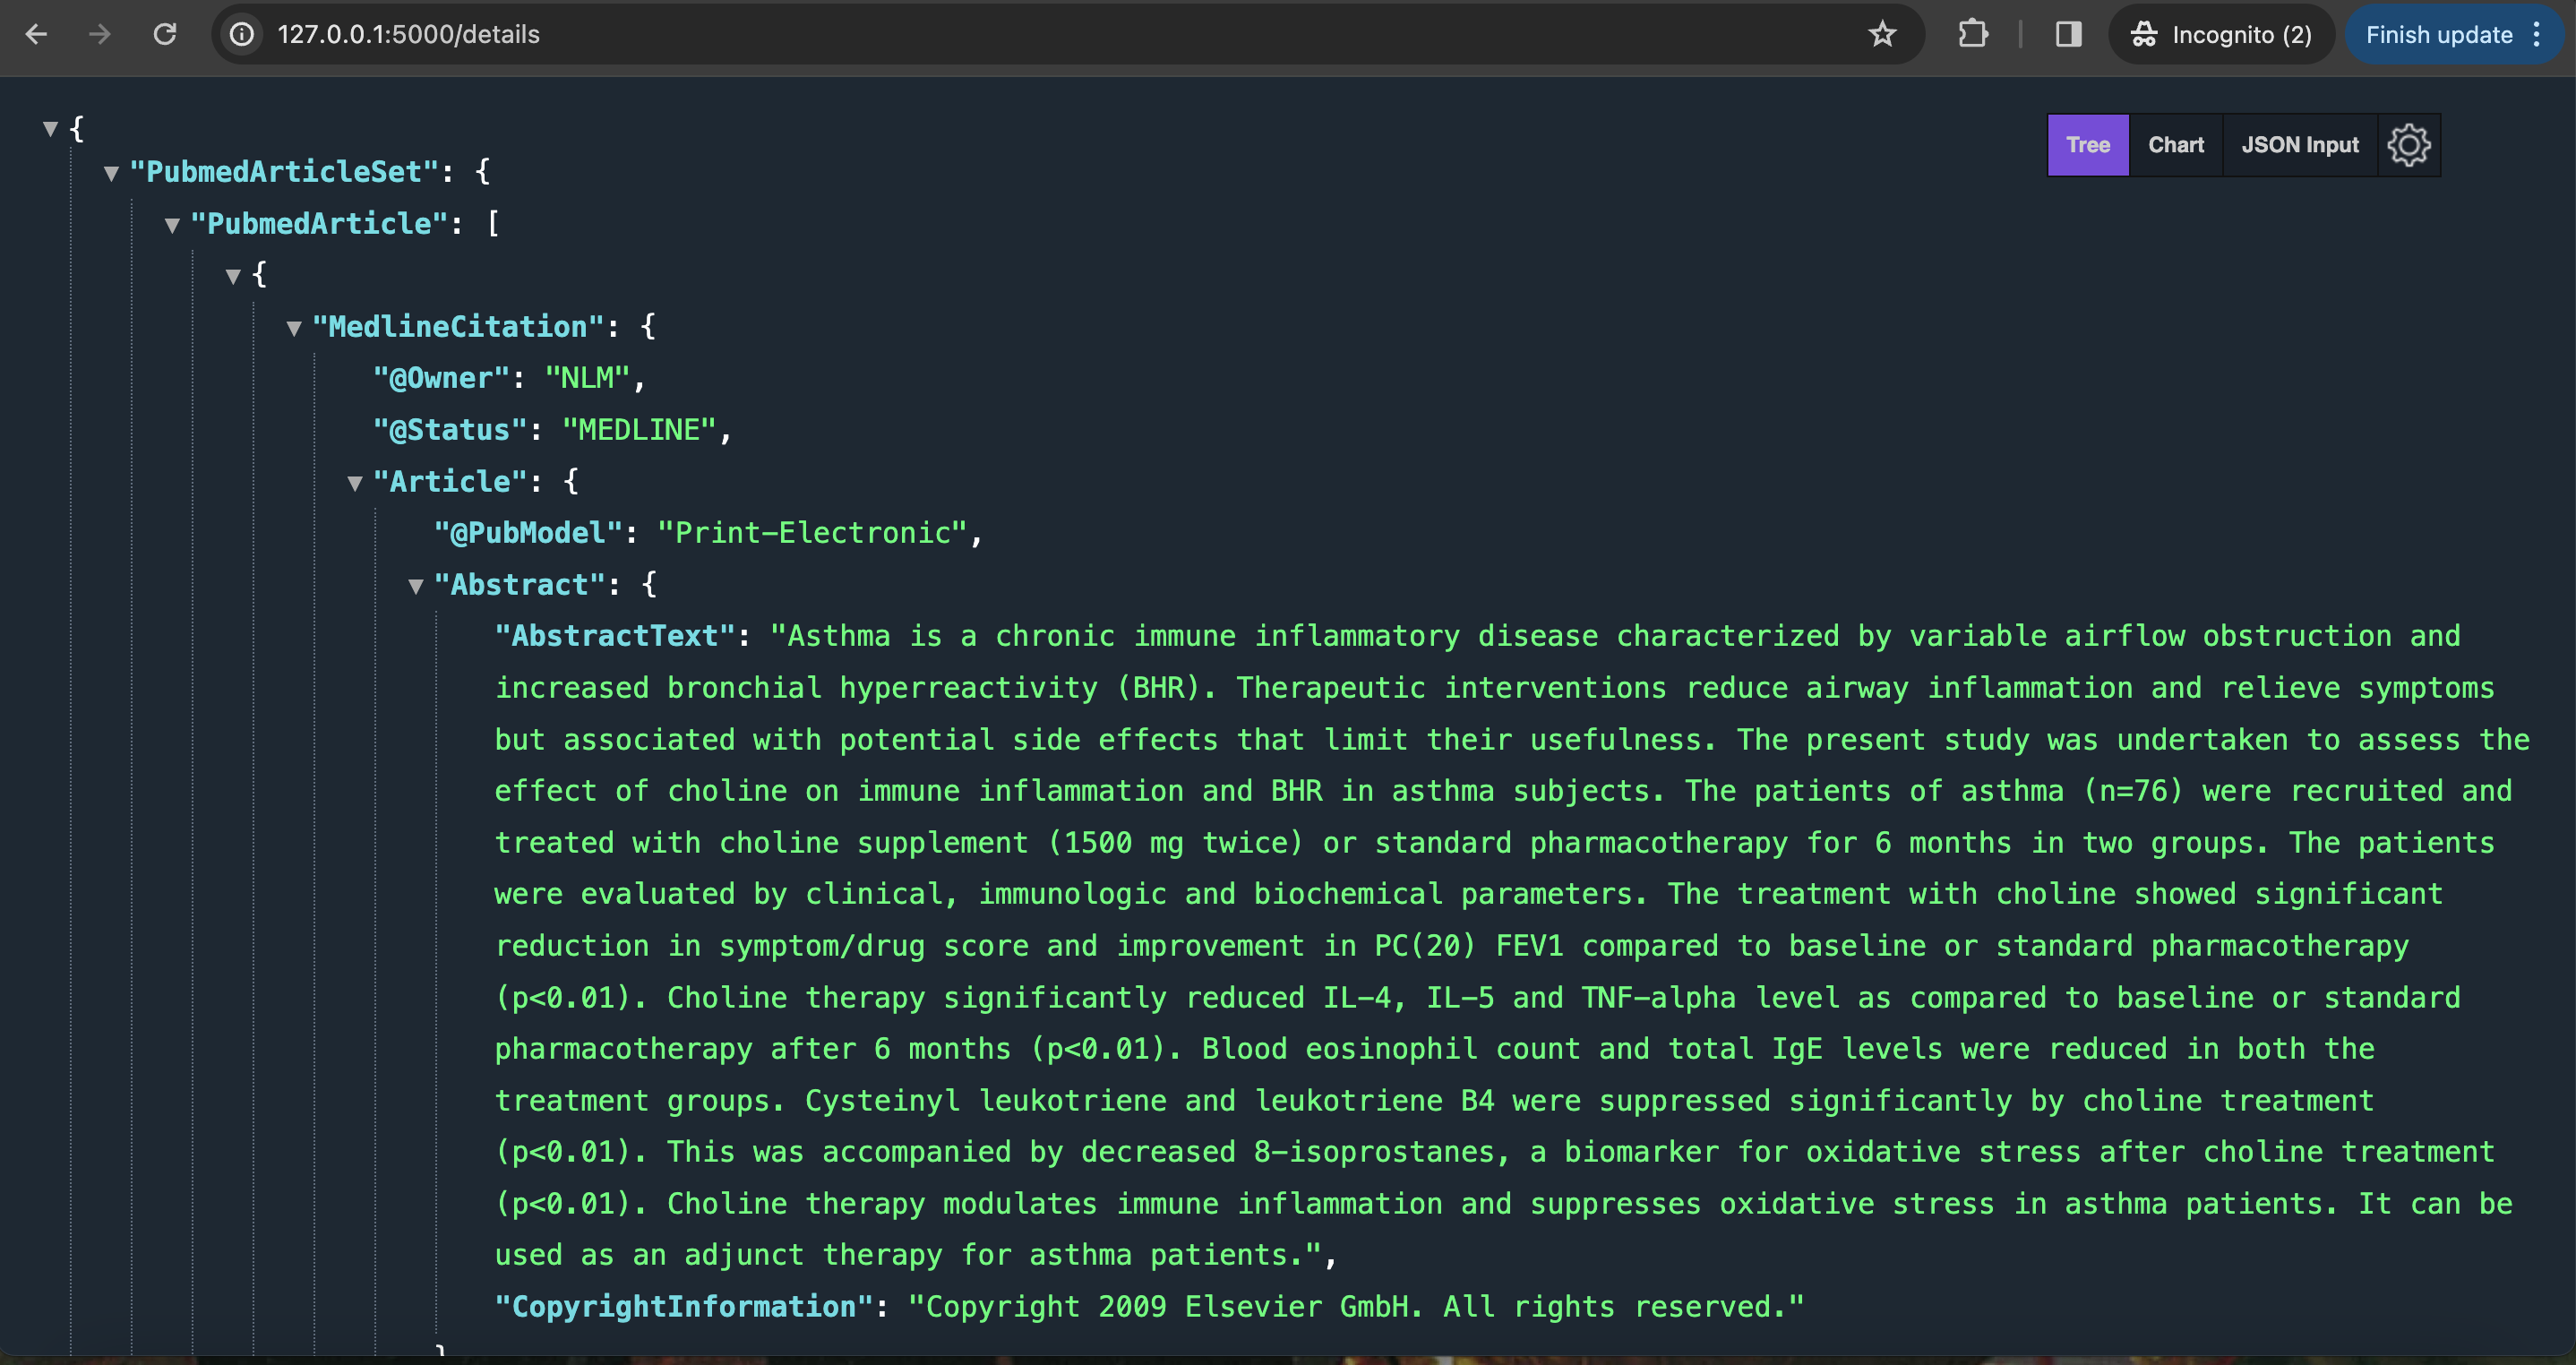 127.0.0.1:5000/details
Incognito (2)
Finish update
{
Tree
Chart
JSON Input
"PubmedArticleSet": {
"PubmedArticle": [
{
"MedlineCitation": {
"@Owner": "NLM",
"@Status": "MEDLINE",
"Article": {
"@PubModel": "Print-Electronic",
"Abstract": {
"AbstractText": "Asthma is a chronic immune inflammatory disease characterized by variable airflow obstruction and
increased bronchial hyperreactivity (BHR). Therapeutic interventions reduce airway inflammation and relieve symptoms
but associated with potential side effects that limit their usefulness. The present study was undertaken to assess the
effect of choline on immune inflammation and BHR in asthma subjects. The patients of asthma (n=76) were recruited and
treated with choline supplement (1500 mg twice) or standard pharmacotherapy for 6 months in two groups. The patients
were evaluated by clinical, immunologic and biochemical parameters. The treatment with choline showed significant
reduction in symptom/drug score and improvement in PC(20) FEV1 compared to baseline or standard pharmacotherapy
(p<0.01). Choline therapy significantly reduced IL-4, IL-5 and TNF-alpha level as compared to baseline or standard
pharmacotherapy after 6 months (p<0.01). Blood eosinophil count and total IgE levels were reduced in both the
treatment groups. Cysteinyl leukotriene and leukotriene B4 were suppressed significantly by choline treatment
(p<0.01). This was accompanied by decreased 8-isoprostanes, a biomarker for oxidative stress after choline treatment
(p<0.01). Choline therapy modulates immune inflammation and suppresses oxidative stress in asthma patients. It can be
used as an adjunct therapy for asthma patients.",
"CopyrightInformation": "Copyright 2009 Elsevier GmbH. All rights reserved."
}